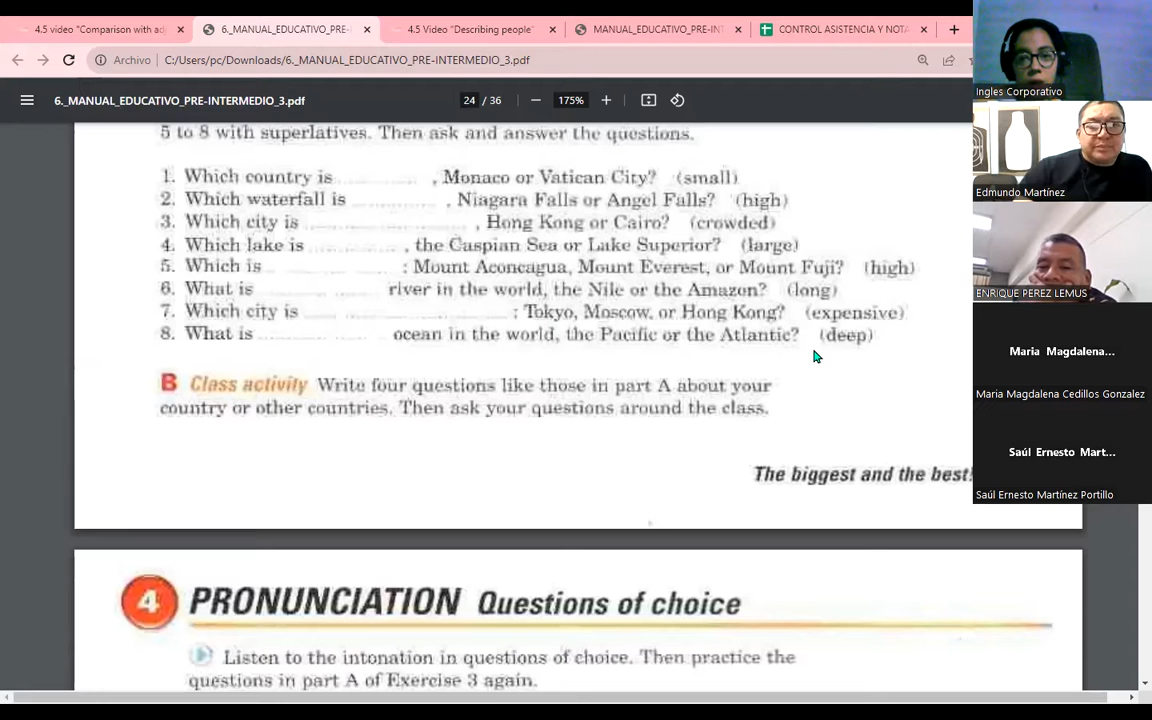 4.5 video "Comparison with adj
6._MANUAL_EDUCATIVO_PRE-
4.5 Video "Describing people"
MANUAL_EDUCATIVO_PRE-INT
CONTROL ASISTENCIA Y NOTA
Archivo C:/Users/pc/Downloads/6._MANUAL_EDUCATIVO_PRE-INTERMEDIO_3.pdf
6._MANUAL_EDUCATIVO_PRE-INTERMEDIO_3.pdf
24 / 36
175%
5 to 8 with superlatives. Then ask and answer the questions.
1. Which country is .............. , Monaco or Vatican City? (small)
2. Which waterfall is .............. , Niagara Falls or Angel Falls? (high)
3. Which city is .............. , Hong Kong or Cairo? (crowded)
4. Which lake is .............. , the Caspian Sea or Lake Superior? (large)
5. Which is .............. : Mount Aconcagua, Mount Everest, or Mount Fuji? (high)
6. What is .............. river in the world, the Nile or the Amazon? (long)
7. Which city is .............. : Tokyo, Moscow, or Hong Kong? (expensive)
8. What is .............. ocean in the world, the Pacific or the Atlantic? (deep)
B Class activity Write four questions like those in part A about your
country or other countries. Then ask your questions around the class.
The biggest and the best!
4 PRONUNCIATION Questions of choice
Listen to the intonation in questions of choice. Then practice the
questions in part A of Exercise 3 again.
Ingles Corporativo
Edmundo Martínez
ENRIQUE PEREZ LEMUS
Maria Magdalena...
Maria Magdalena Cedillos Gonzalez
Saúl Ernesto Mart...
Saúl Ernesto Martínez Portillo